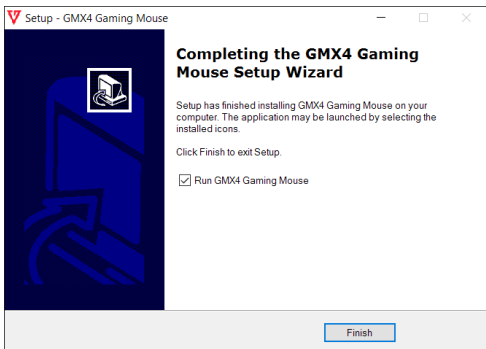 Setup - GMX4 Gaming Mouse
Completing the GMX4 Gaming
Mouse Setup Wizard
Setup has finished installing GMX4 Gaming Mouse on your
computer. The application may be launched by selecting the
installed icons.
Click Finish to exit Setup.
Run GMX4 Gaming Mouse
Finish